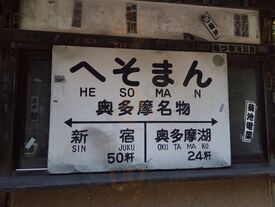 へそまん
HE SO MA N
奥多摩名物
新宿 奥多摩湖
SIN JUKU OKU TA MA KO
50粁 24粁